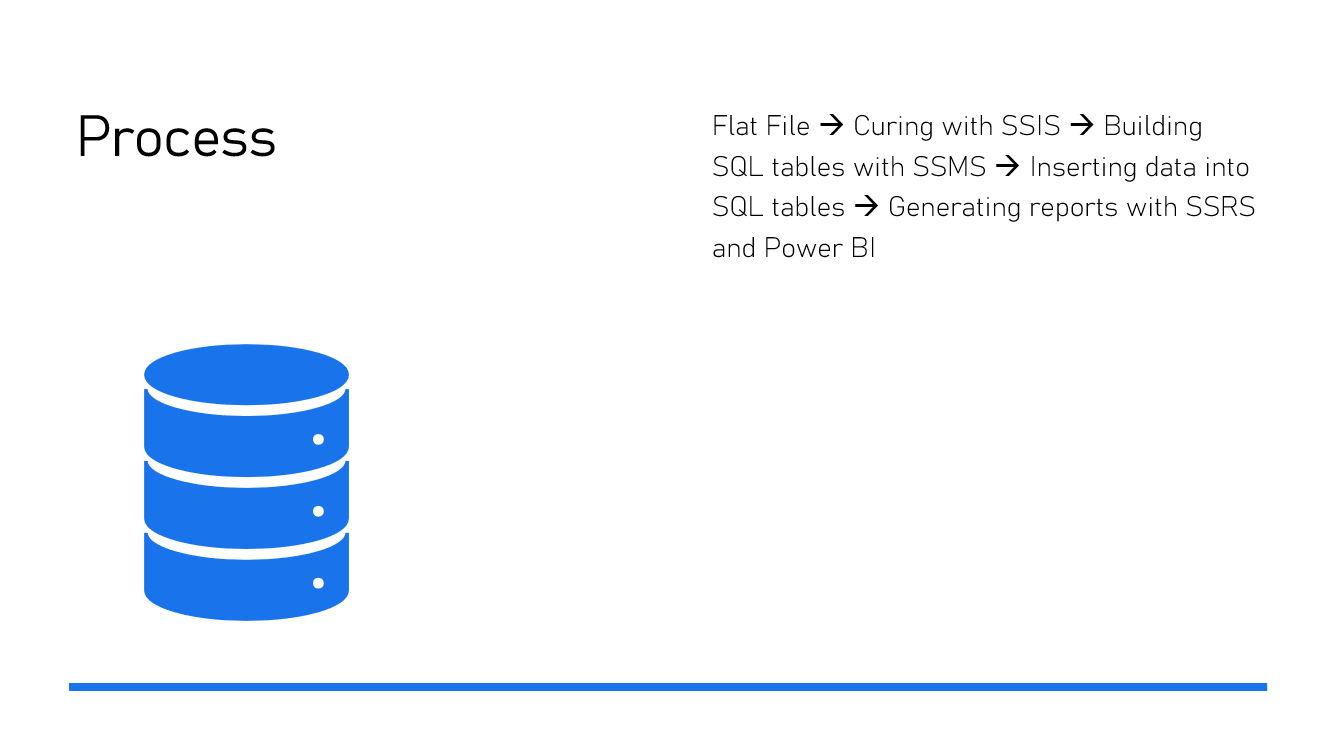 Process
Flat File → Curing with SSIS → Building
SQL tables with SSMS → Inserting data into
SQL tables → Generating reports with SSRS
and Power BI